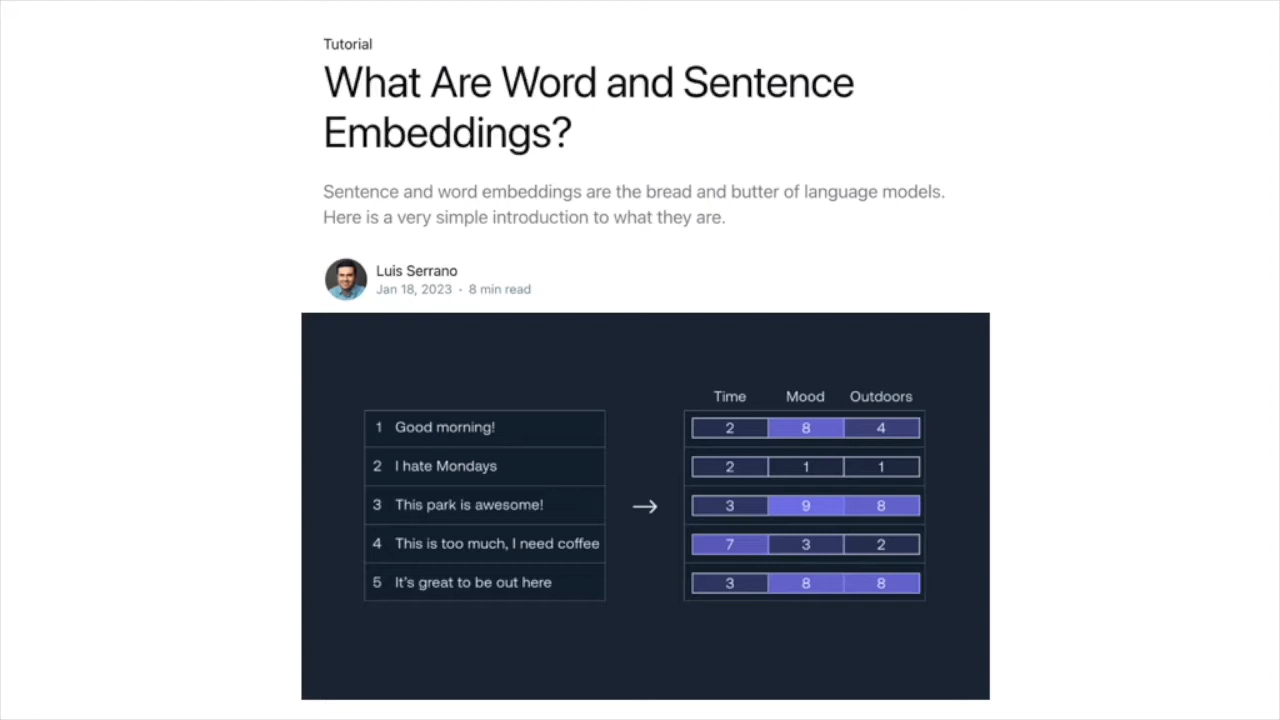 Tutorial
What Are Word and Sentence
Embeddings?
Sentence and word embeddings are the bread and butter of language models.
Here is a very simple introduction to what they are.
Luis Serrano
Jan 18, 2023 · 8 min read
Time Mood Outdoors
1 Good morning! 2 8 4
2 I hate Mondays 2 1 1
3 This park is awesome! → 3 9 8
4 This is too much, I need coffee 7 3 2
5 It's great to be out here 3 8 8